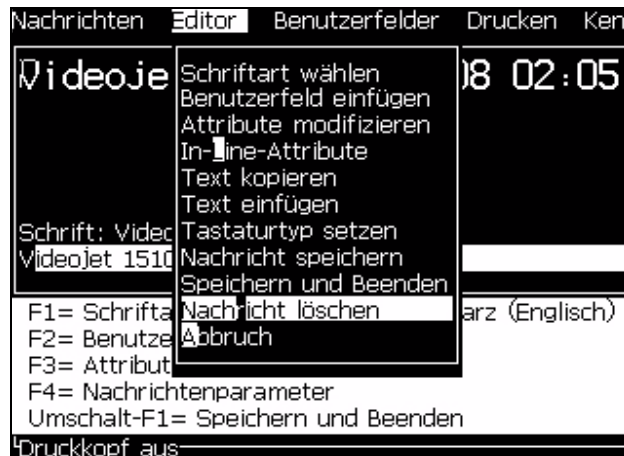 Nachrichten Editor Benutzerfelder Drucken Ken
Videoje 08 02:05
Schriftart wählen
Benutzerfeld einfügen
Attribute modifizieren
In-Line-Attribute
Text kopieren
Text einfügen
Tastaturtyp setzen
Nachricht speichern
Speichern und Beenden
Nachricht löschen
Abbruch
Schrift: Videc
Videojet 1510
F1= Schrifta arz (Englisch)
F2= Benutze
F3= Attribut
F4= Nachrichtenparameter
Umschalt-F1= Speichern und Beenden
Druckkopf aus